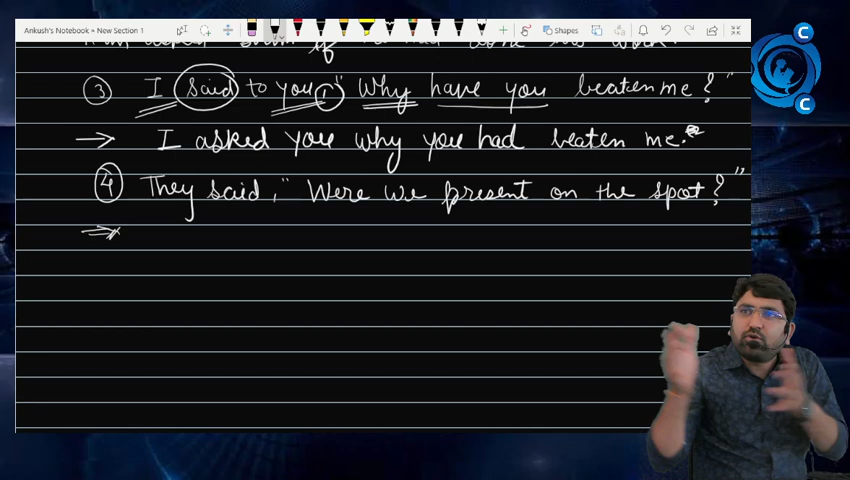 Ankush's Notebook » New Section 1
Shapes
③ I said to you, " Why have you beaten me? "
→ I asked you why you had beaten me.
④ They said, " Were we present on the spot? "
⇒
C
C